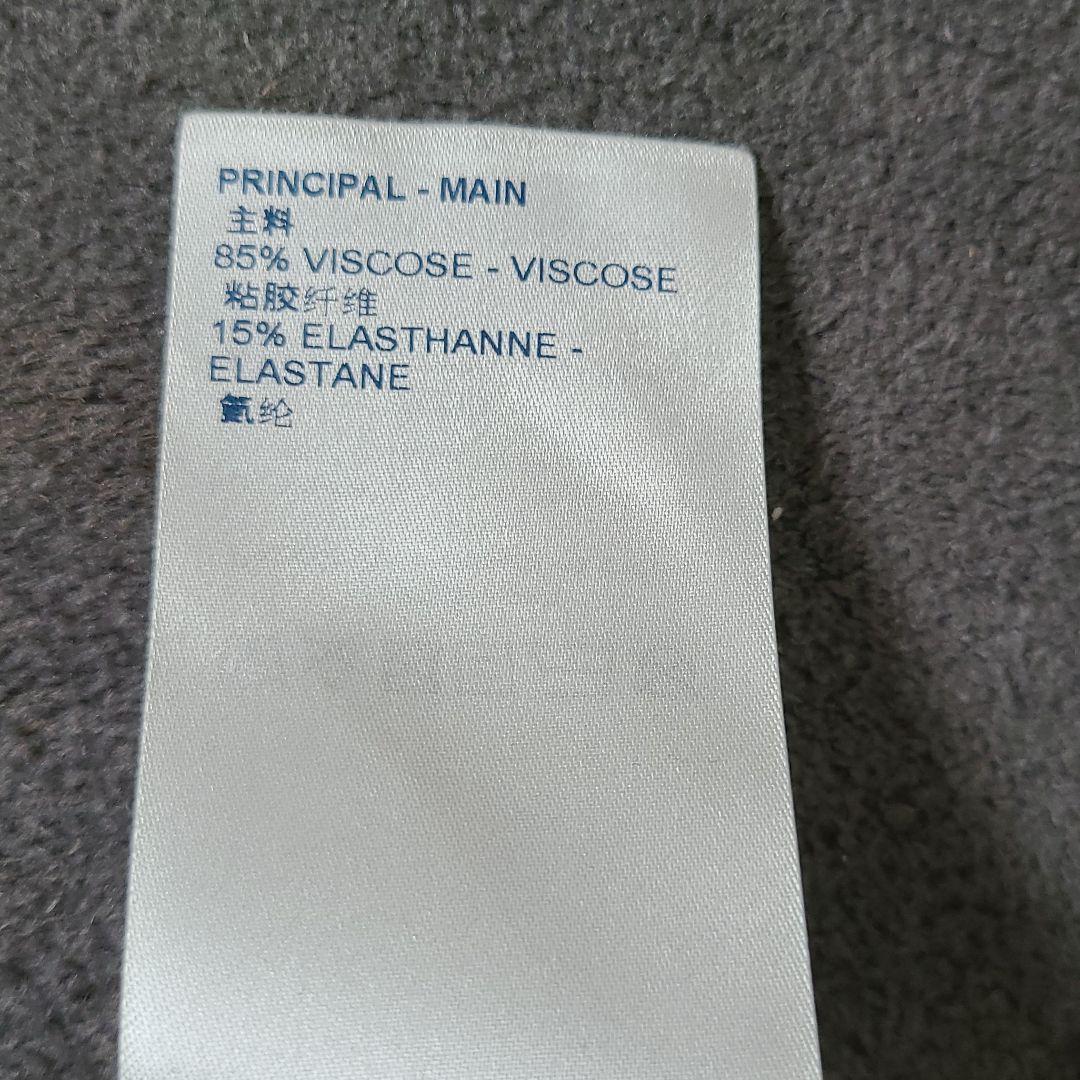 PRINCIPAL - MAIN
主料
85% VISCOSE - VISCOSE
粘胶纤维
15% ELASTHANNE -
ELASTANE
氨纶